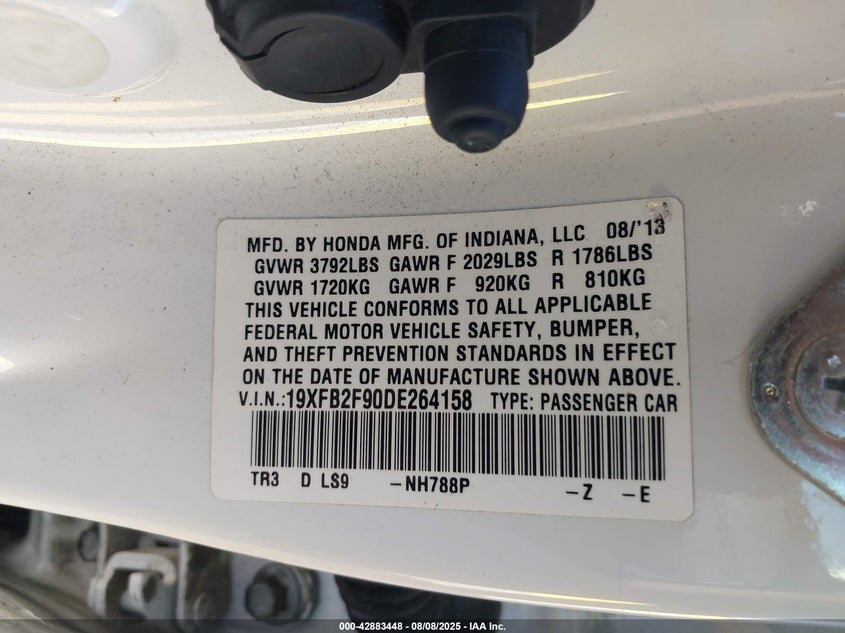 MFD. BY HONDA MFG. OF INDIANA, LLC 08/'13
GVWR 3792LBS GAWR F 2029LBS R 1786LBS
GVWR 1720KG GAWR F 920KG R 810KG
THIS VEHICLE CONFORMS TO ALL APPLICABLE
FEDERAL MOTOR VEHICLE SAFETY, BUMPER,
AND THEFT PREVENTION STANDARDS IN EFFECT
ON THE DATE OF MANUFACTURE SHOWN ABOVE.
V.I.N.:19XFB2F90DE264158 TYPE: PASSENGER CAR
TR3 D LS9 -NH788P -Z -E
000-42883448 - 08/08/2025 - IAA Inc.